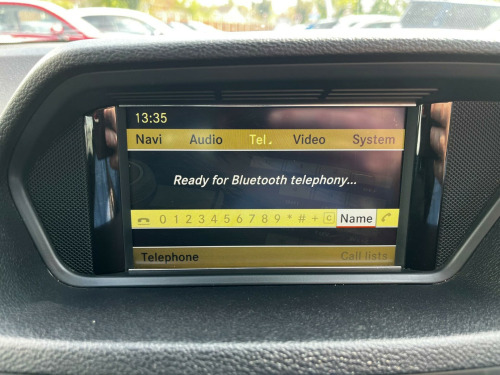 13:35
Navi Audio Tel Video System
Ready for Bluetooth telephony...
0 1 2 3 4 5 6 7 8 9 * # + C Name
Telephone Call lists